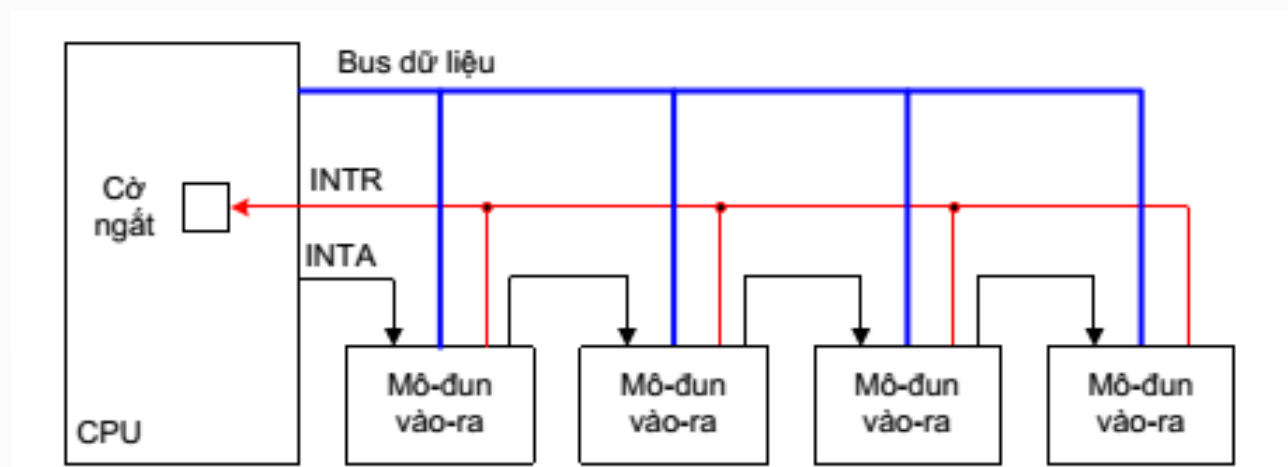 Bus dữ liệu
INTR
Cờ
ngắt
INTA
CPU
Mô-đun
vào-ra
Mô-đun
vào-ra
Mô-đun
vào-ra
Mô-đun
vào-ra